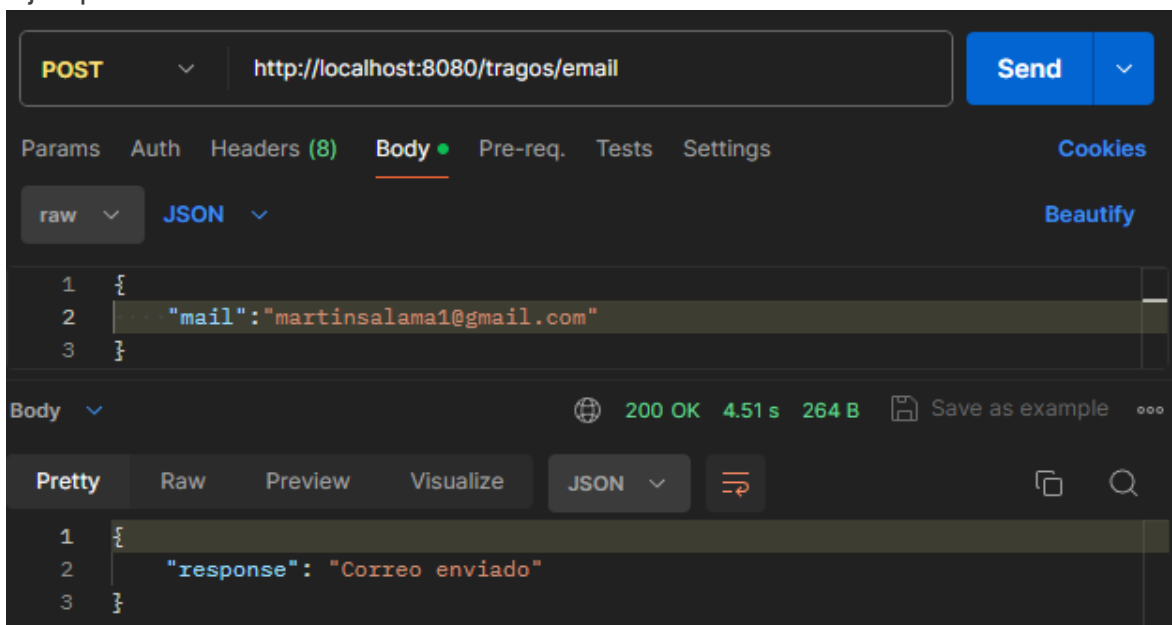 POST http://localhost:8080/tragos/email Send
Params Auth Headers (8) Body Pre-req. Tests Settings Cookies
raw JSON Beautify
1 {
2 "mail":"martinsalama1@gmail.com"
3 }
Body 200 OK 4.51 s 264 B Save as example
Pretty Raw Preview Visualize JSON
1 {
2 "response": "Correo enviado"
3 }